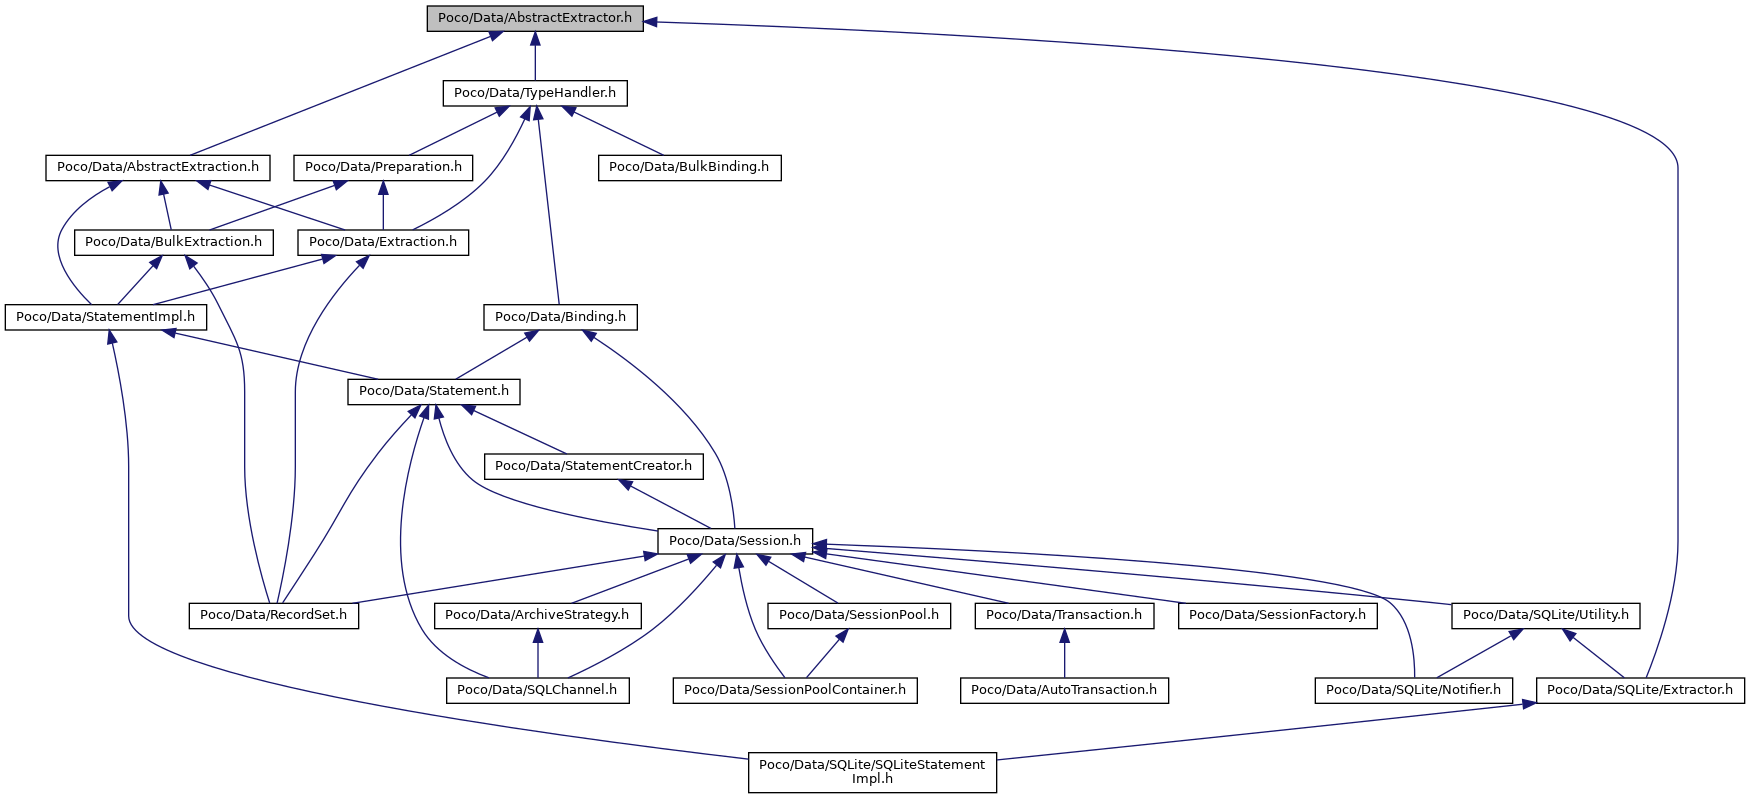 Poco/Data/AbstractExtractor.h
Poco/Data/TypeHandler.h
Poco/Data/AbstractExtraction.h
Poco/Data/Preparation.h
Poco/Data/BulkBinding.h
Poco/Data/BulkExtraction.h
Poco/Data/Extraction.h
Poco/Data/StatementImpl.h
Poco/Data/Binding.h
Poco/Data/Statement.h
Poco/Data/StatementCreator.h
Poco/Data/Session.h
Poco/Data/RecordSet.h
Poco/Data/ArchiveStrategy.h
Poco/Data/SessionPool.h
Poco/Data/Transaction.h
Poco/Data/SessionFactory.h
Poco/Data/SQLite/Utility.h
Poco/Data/SQLChannel.h
Poco/Data/SessionPoolContainer.h
Poco/Data/AutoTransaction.h
Poco/Data/SQLite/Notifier.h
Poco/Data/SQLite/Extractor.h
Poco/Data/SQLite/SQLiteStatement
Impl.h